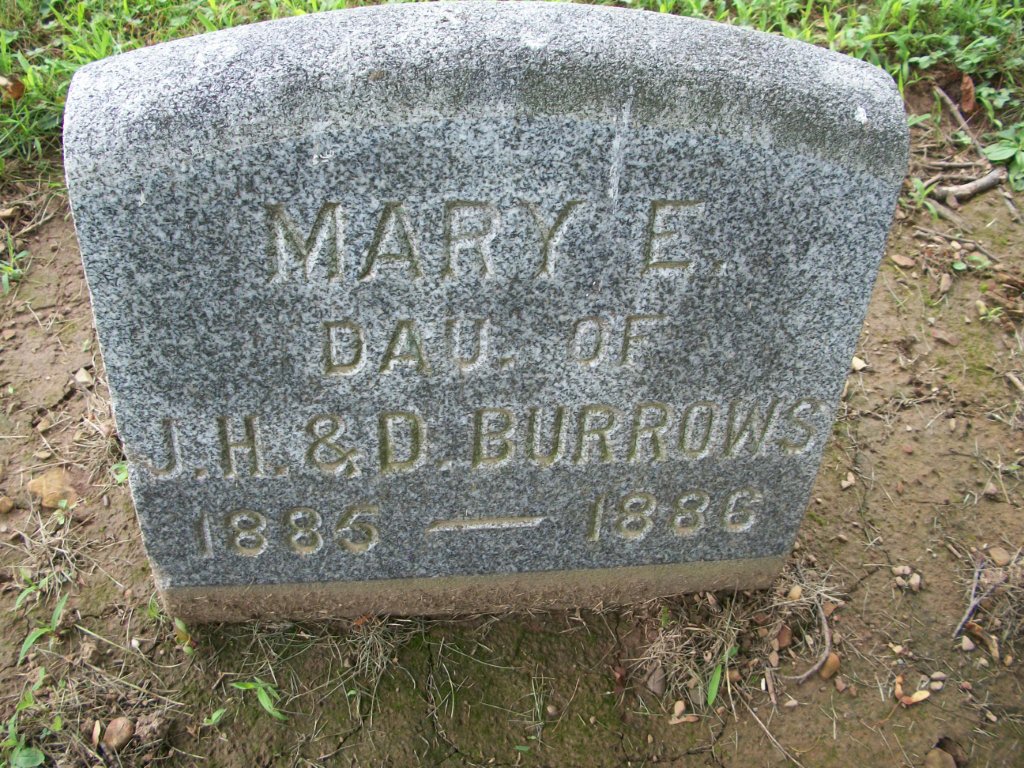 MARY E.
DAU. OF
J. H. & D. BURROWS
1885 — 1886